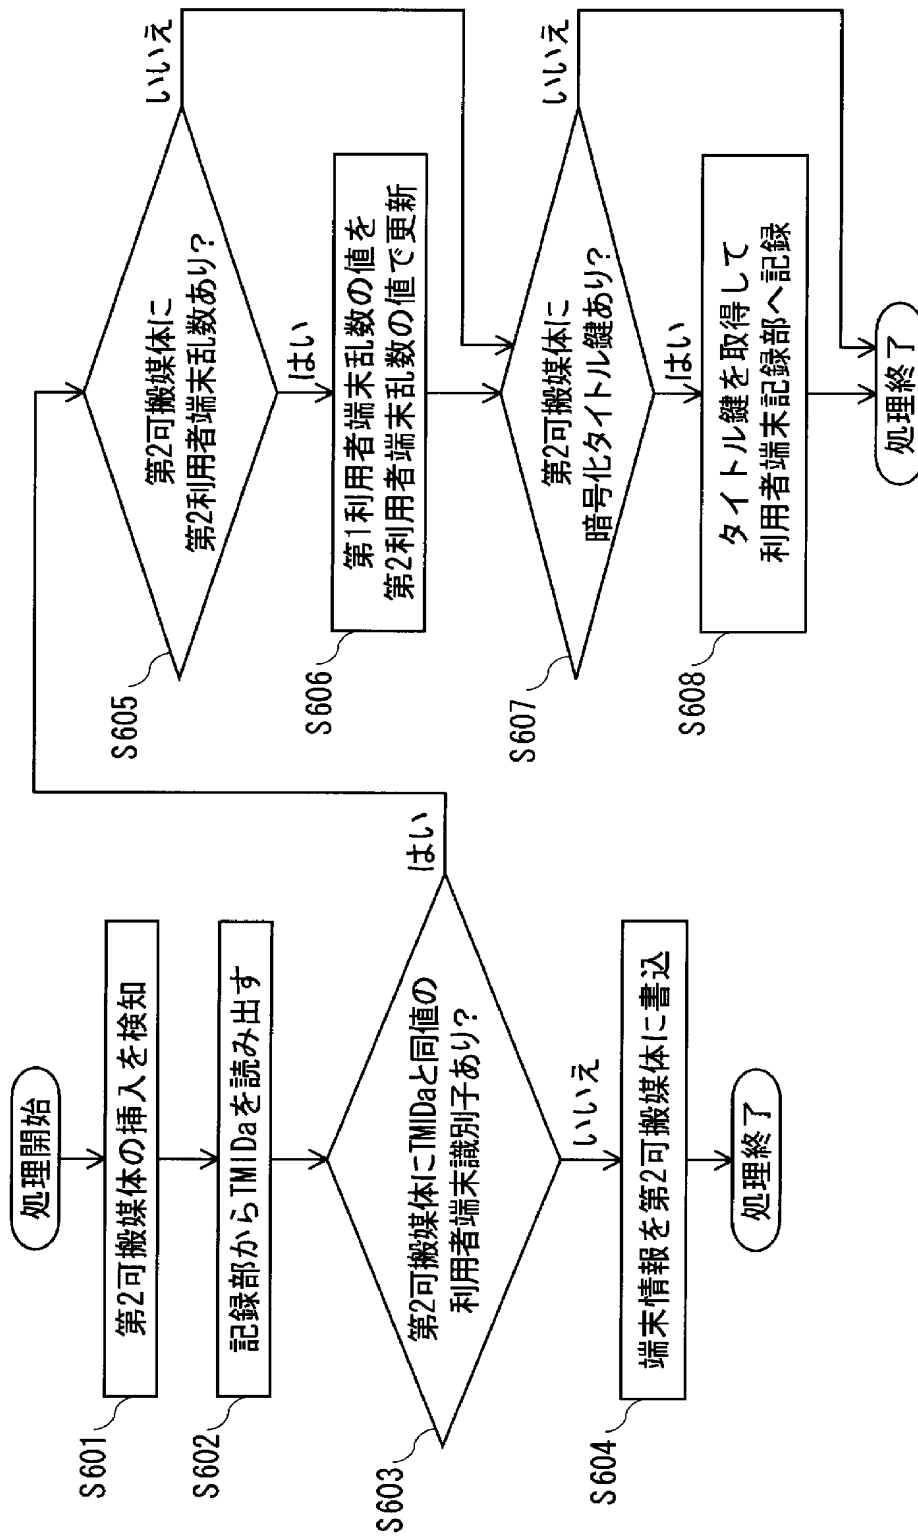 処理開始
S601
第2可搬媒体の挿入を検知
S602
記録部からTMIDaを読み出す
S603
第2可搬媒体にTMIDaと同値の
利用者端末識別子あり?
はい
いいえ
S604
端末情報を第2可搬媒体に書込
処理終了
S605
第2可搬媒体に
第2利用者端末乱数あり?
いいえ
はい
S606
第1利用者端末乱数の値を
第2利用者端末乱数の値で更新
S607
第2可搬媒体に
暗号化タイトル鍵あり?
いいえ
はい
S608
タイトル鍵を取得して
利用者端末記録部へ記録
処理終了